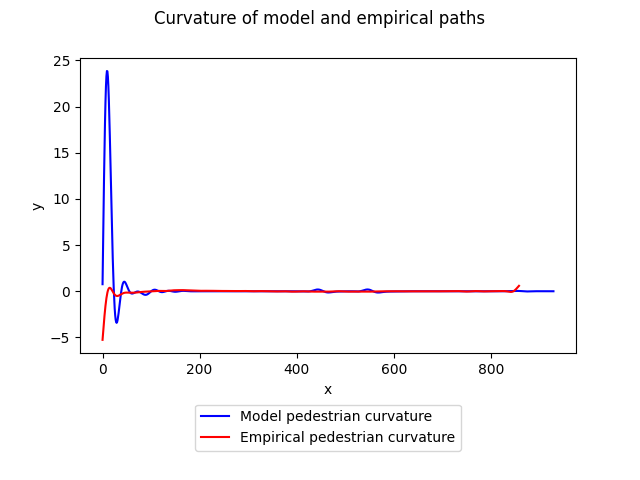 Curvature of model and empirical paths
25
20
15
10
5
0
−5
y
0 200 400 600 800
x
Model pedestrian curvature
Empirical pedestrian curvature